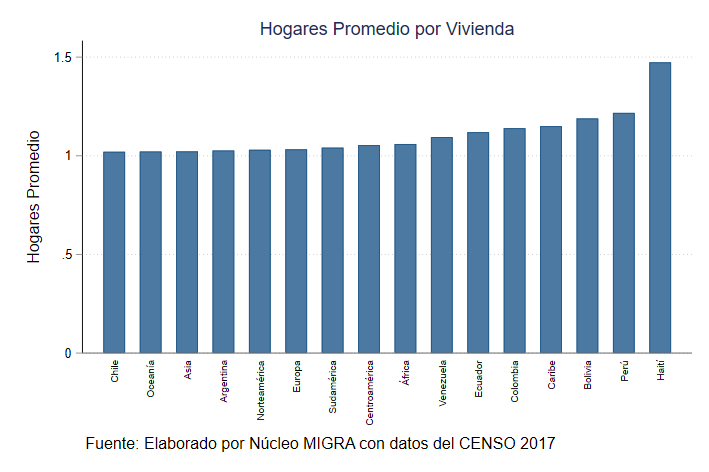 Hogares Promedio por Vivienda
Hogares Promedio
1.5
1
.5
0
Chile
Oceanía
Asia
Argentina
Norteamérica
Europa
Sudamérica
Centroamérica
África
Venezuela
Ecuador
Colombia
Caribe
Bolivia
Perú
Haití
Fuente: Elaborado por Núcleo MIGRA con datos del CENSO 2017